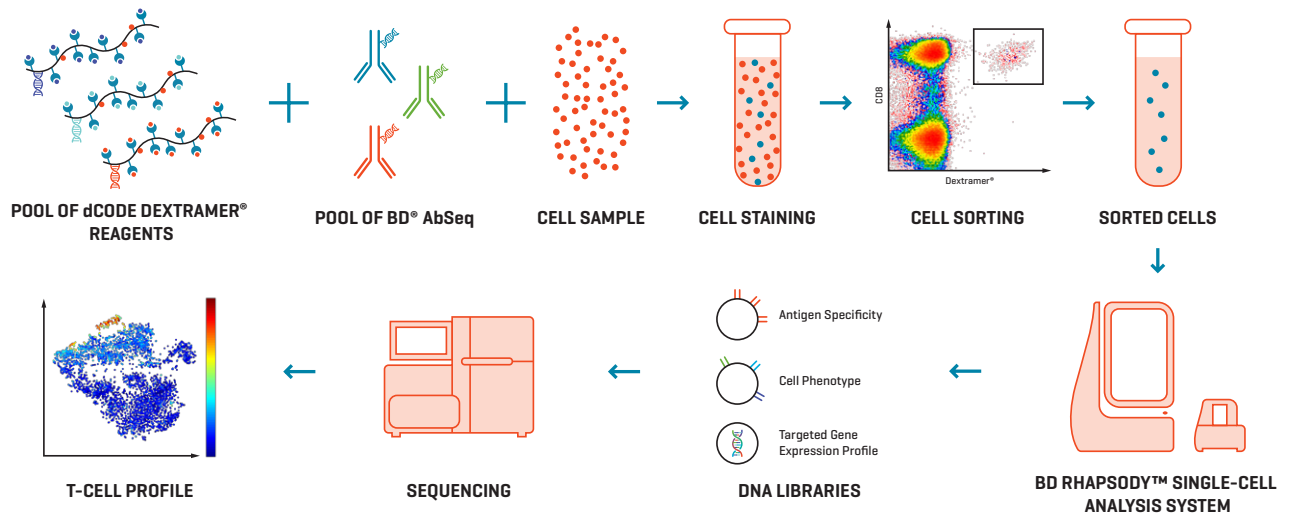 CD8
Dextramer®
POOL OF dCODE DEXTRAMER®
REAGENTS
POOL OF BD® AbSeq
CELL SAMPLE
CELL STAINING
CELL SORTING
SORTED CELLS
Antigen Specificity
Cell Phenotype
Targeted Gene
Expression Profile
T-CELL PROFILE
SEQUENCING
DNA LIBRARIES
BD RHAPSODY™ SINGLE-CELL
ANALYSIS SYSTEM